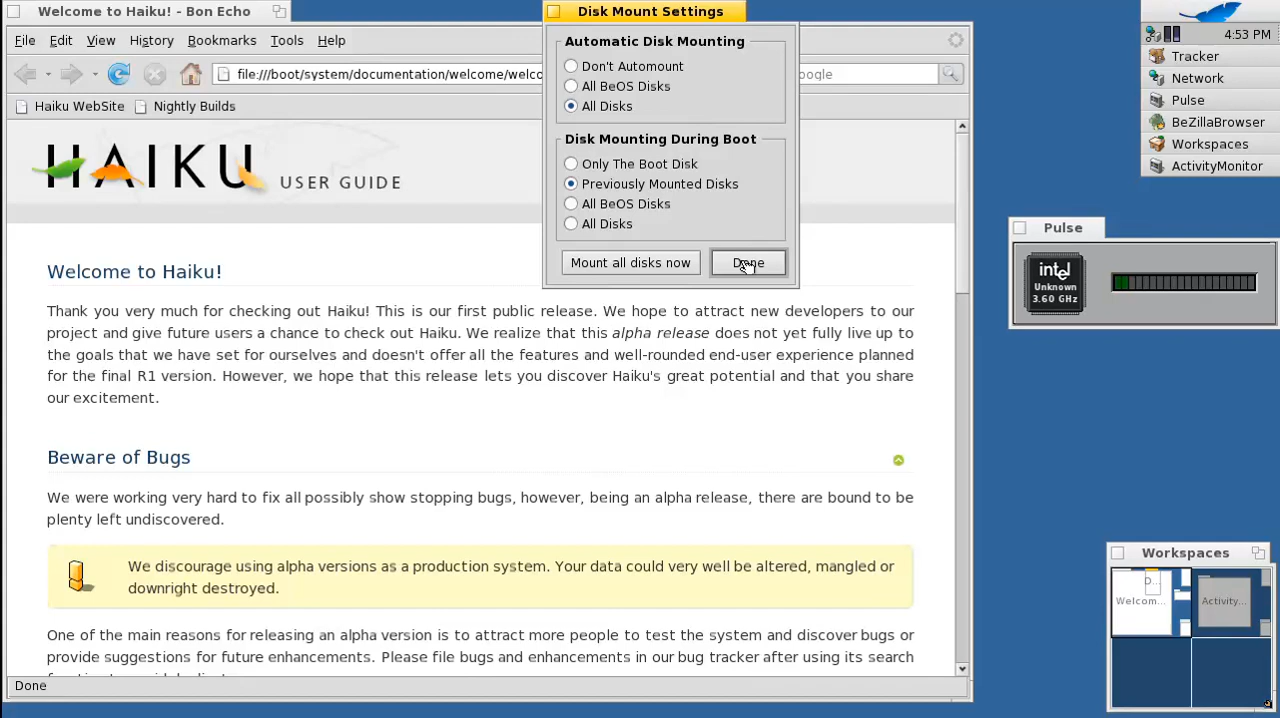 Welcome to Haiku! - Bon Echo
File Edit View History Bookmarks Tools Help
file:///boot/system/documentation/welcome/welco
oogle
Haiku WebSite Nightly Builds
HAIKU USER GUIDE
Welcome to Haiku!
Thank you very much for checking out Haiku! This is our first public release. We hope to attract new developers to our
project and give future users a chance to check out Haiku. We realize that this alpha release does not yet fully live up to
the goals that we have set for ourselves and doesn't offer all the features and well-rounded end-user experience planned
for the final R1 version. However, we hope that this release lets you discover Haiku's great potential and that you share
our excitement.
Beware of Bugs
We were working very hard to fix all possibly show stopping bugs, however, being an alpha release, there are bound to be
plenty left undiscovered.
We discourage using alpha versions as a production system. Your data could very well be altered, mangled or
downright destroyed.
One of the main reasons for releasing an alpha version is to attract more people to test the system and discover bugs or
provide suggestions for future enhancements. Please file bugs and enhancements in our bug tracker after using its search
Done
Disk Mount Settings
Automatic Disk Mounting
Don't Automount
All BeOS Disks
All Disks
Disk Mounting During Boot
Only The Boot Disk
Previously Mounted Disks
All BeOS Disks
All Disks
Mount all disks now Done
4:53 PM
Tracker
Network
Pulse
BeZillaBrowser
Workspaces
ActivityMonitor
Pulse
intel
Unknown
3.60 GHz
Workspaces
D...
Welcom... Activity...